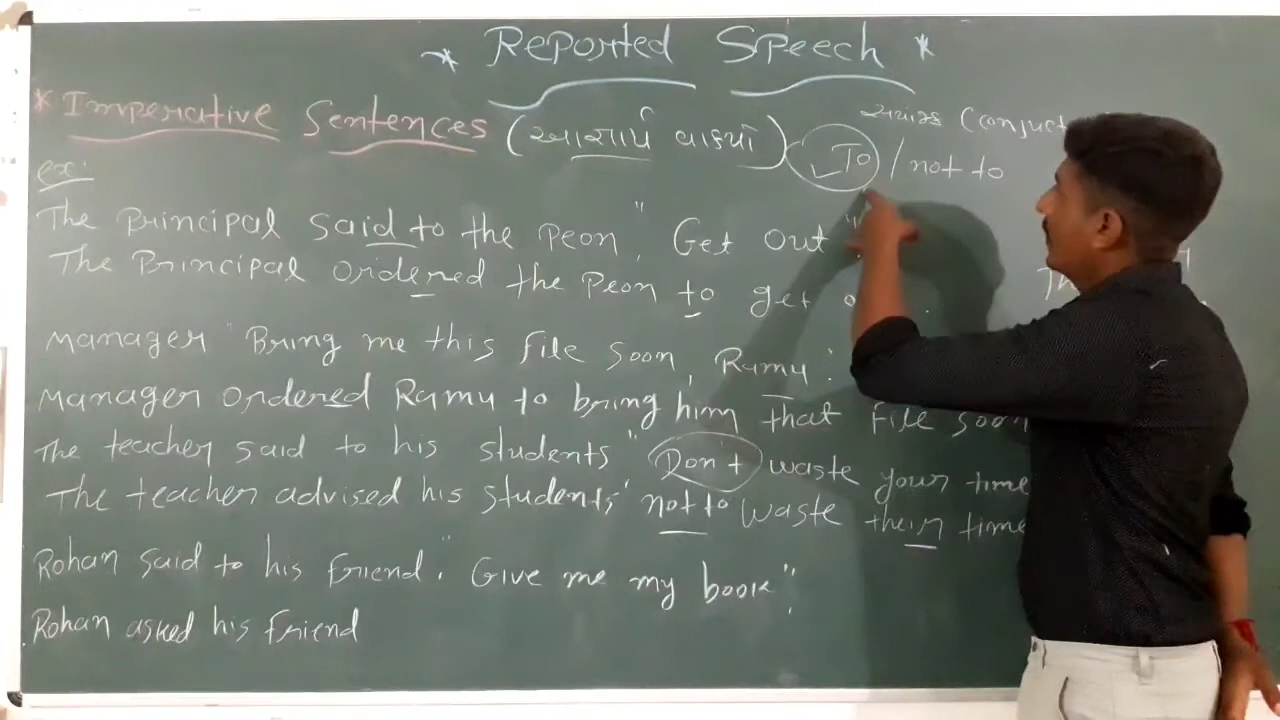 * Reported Speech *
* Imperative Sentences (આજ્ઞાર્થ વાક્યો) To / not to
ex:
The Principal said to the Peon, "Get out"
The Principal ordered the Peon to get
Manager "Bring me this file soon, Ramu."
Manager ordered Ramu to bring him that file soon
The teacher said to his students "Don't waste your time
The teacher advised his students not to waste their time
Rohan said to his friend, "Give me my book".
Rohan asked his friend